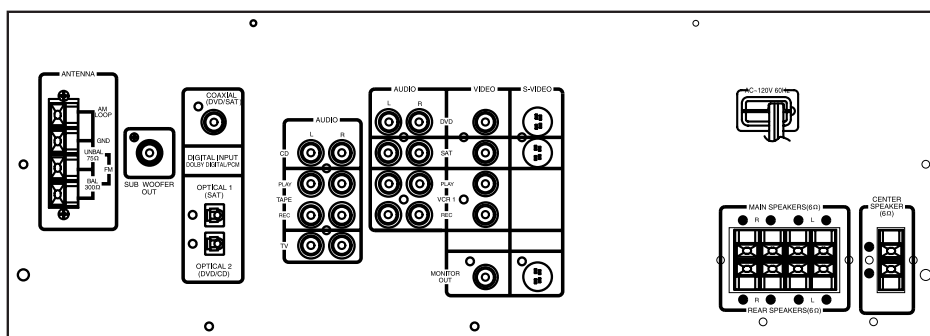 ANTENNA
AM
LOOP
GND
UNBAL
75Ω
FM
BAL
300Ω
SUB WOOFER
OUT
COAXIAL
(DVD/SAT)
DIGITAL INPUT
DOLBY DIGITAL/PCM
OPTICAL 1
(SAT)
OPTICAL 2
(DVD/CD)
AUDIO
L R
CD
PLAY
TAPE
REC
TV
AUDIO VIDEO S-VIDEO
L R
DVD
SAT
PLAY
VCR 1
REC
MONITOR
OUT
AC~120V 60Hz
MAIN SPEAKERS(6Ω)
R L
R L
REAR SPEAKERS(6Ω)
CENTER
SPEAKER
(6Ω)